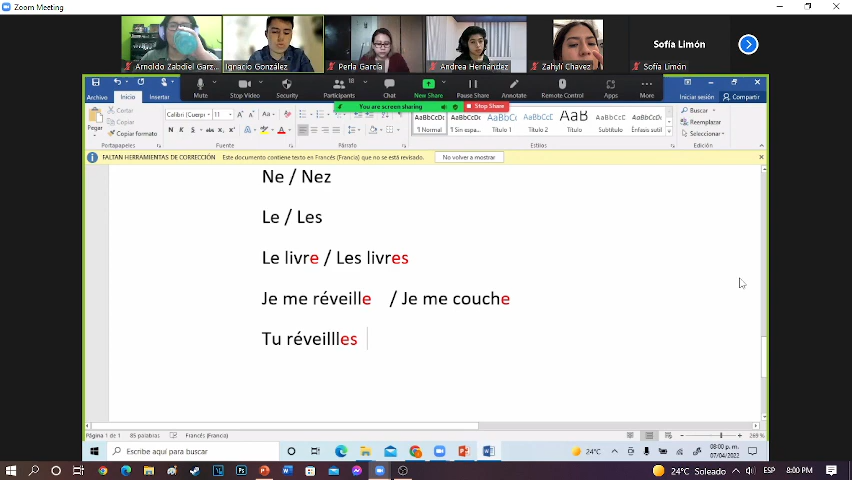 Zoom Meeting
Arnoldo Zabdiel Garz...
Ignacio González
Perla García
Andrea Hernández
Zahyli Chavez
Sofía Limón
Sofía Limón
Mute
Stop Video
Security
Participants
18
Chat
New Share
Pause Share
Annotate
Remote Control
Apps
More
You are screen sharing
Stop Share
Archivo
Inicio
Insertar
Iniciar sesión
Compartir
Pegar
Cortar
Copiar
Copiar formato
Portapapeles
Calibri (Cuerpo)
11
N K S abc
Fuente
Párrafo
AaBbCcDc
1 Normal
AaBbCcDc
1 Sin espa...
AaBbC(
Título 1
AaBbCcC
Título 2
AaB
Título
AaBbCcC
Subtítulo
AaBbCcDc
Énfasis sutil
Estilos
Buscar
Reemplazar
Seleccionar
Edición
FALTAN HERRAMIENTAS DE CORRECCIÓN Este documento contiene texto en Francés (Francia) que no se está revisado. No volver a mostrar
Ne / Nez
Le / Les
Le livre / Les livres
Je me réveille / Je me couche
Tu réveillles
Página 1 de 1 85 palabras Francés (Francia) 269 %
Escribe aquí para buscar
24°C
08:00 p. m.
07/04/2022
24°C Soleado
ESP
8:00 PM